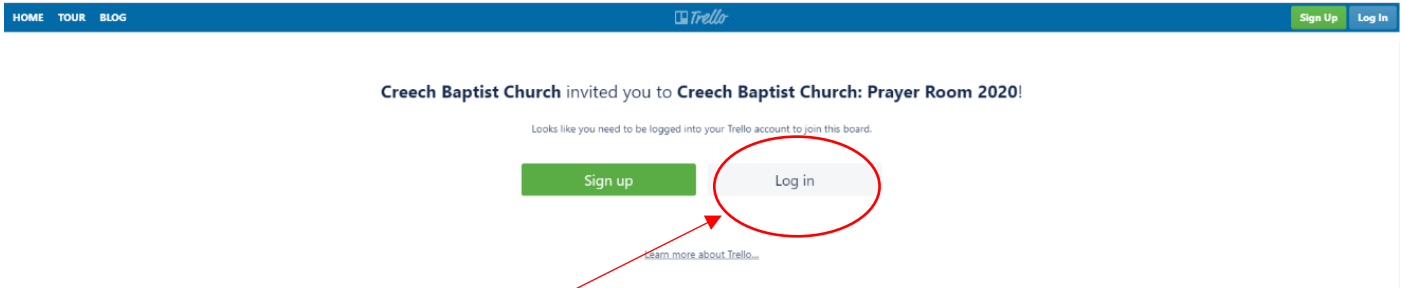 HOME TOUR BLOG Trello Sign Up Log In
Creech Baptist Church invited you to Creech Baptist Church: Prayer Room 2020!
Looks like you need to be logged into your Trello account to join this board.
Sign up Log in
Learn more about Trello...